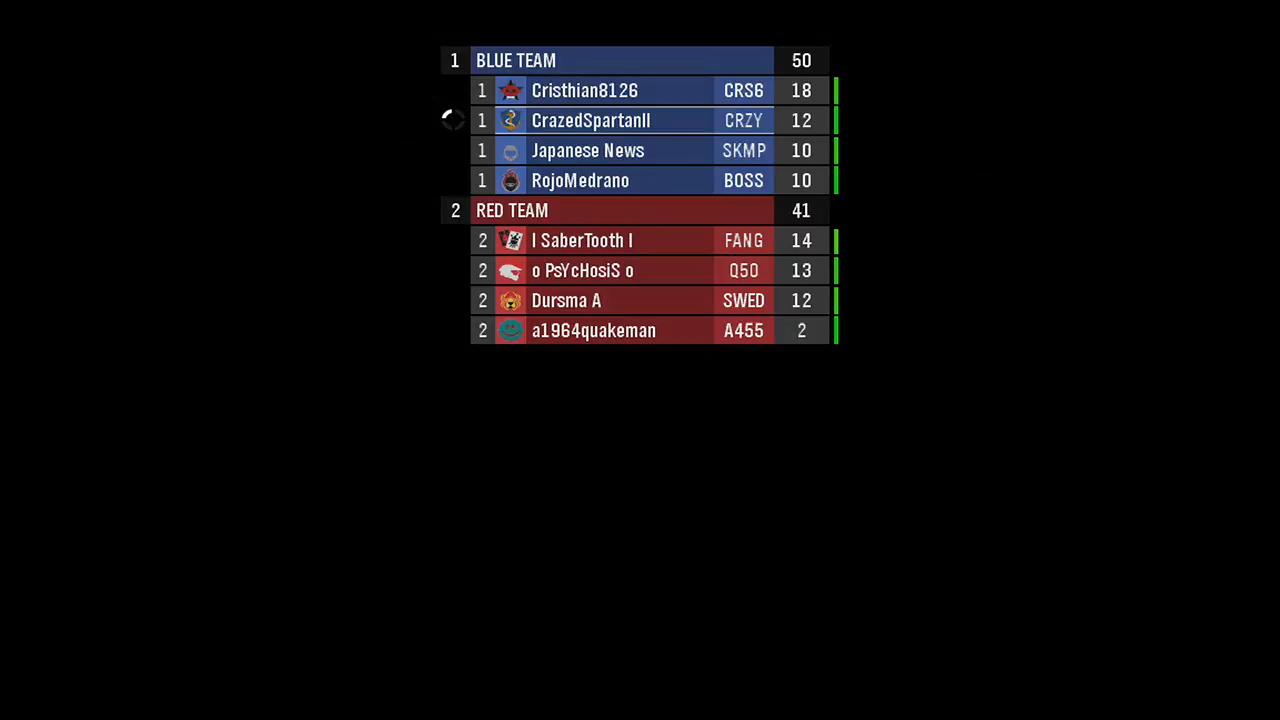 1 BLUE TEAM 50
1 Cristhian8126 CRS6 18
1 CrazedSpartanII CRZY 12
1 Japanese News SKMP 10
1 RojoMedrano BOSS 10
2 RED TEAM 41
2 I SaberTooth I FANG 14
2 o PsYcHosiS o Q50 13
2 Dursma A SWED 12
2 a1964quakeman A455 2